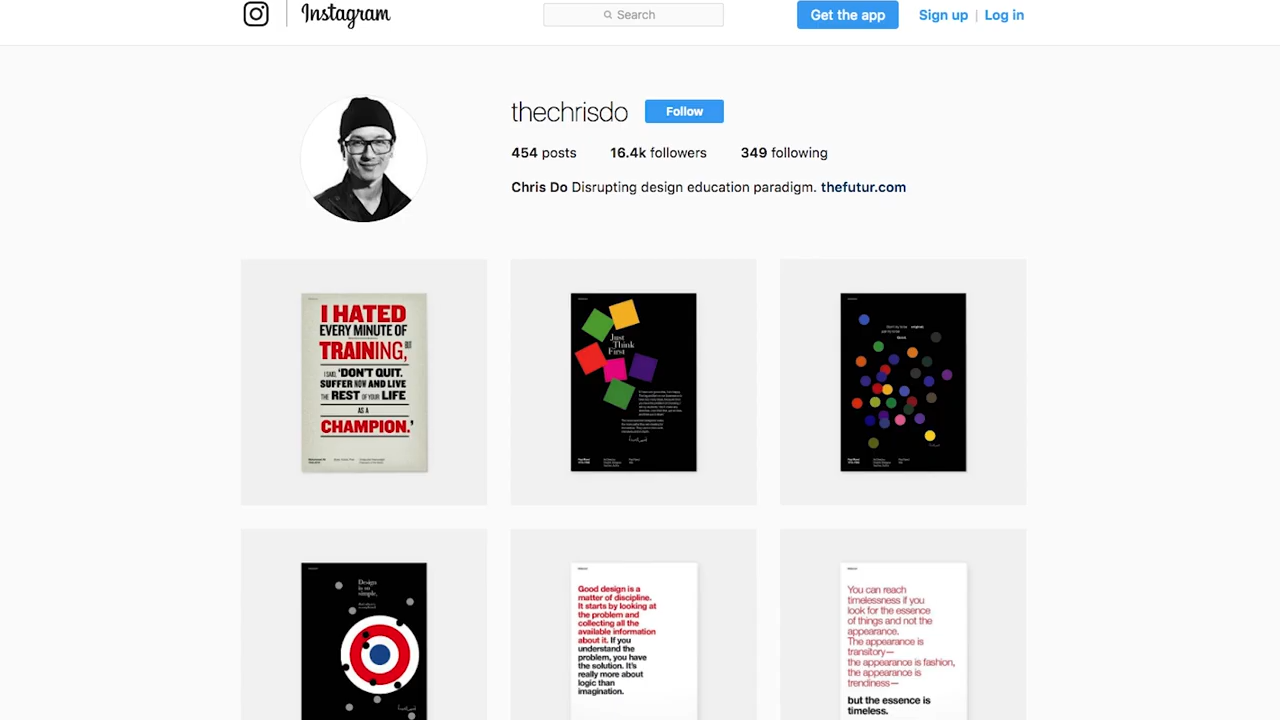 Instagram
Search
Get the app
Sign up | Log in
thechrisdo
Follow
454 posts
16.4k followers
349 following
Chris Do Disrupting design education paradigm. thefutur.com
I HATED
EVERY MINUTE OF
TRAINING, BUT
I SAID, 'DON'T QUIT.
SUFFER NOW AND LIVE
THE REST OF YOUR LIFE
AS A
CHAMPION.'
Just
Think
First
Design
is so
simple,
Good design is a
matter of discipline.
It starts by looking at
the problem and
collecting all the
available information
about it. If you
understand the
problem, you have
the solution. It's
really more about
logic than
imagination.
You can reach
timelessness if you
look for the essence
of things and not the
appearance.
The appearance is
transitory—
the appearance is fashion,
the appearance is
trendiness—
but the essence is
timeless.